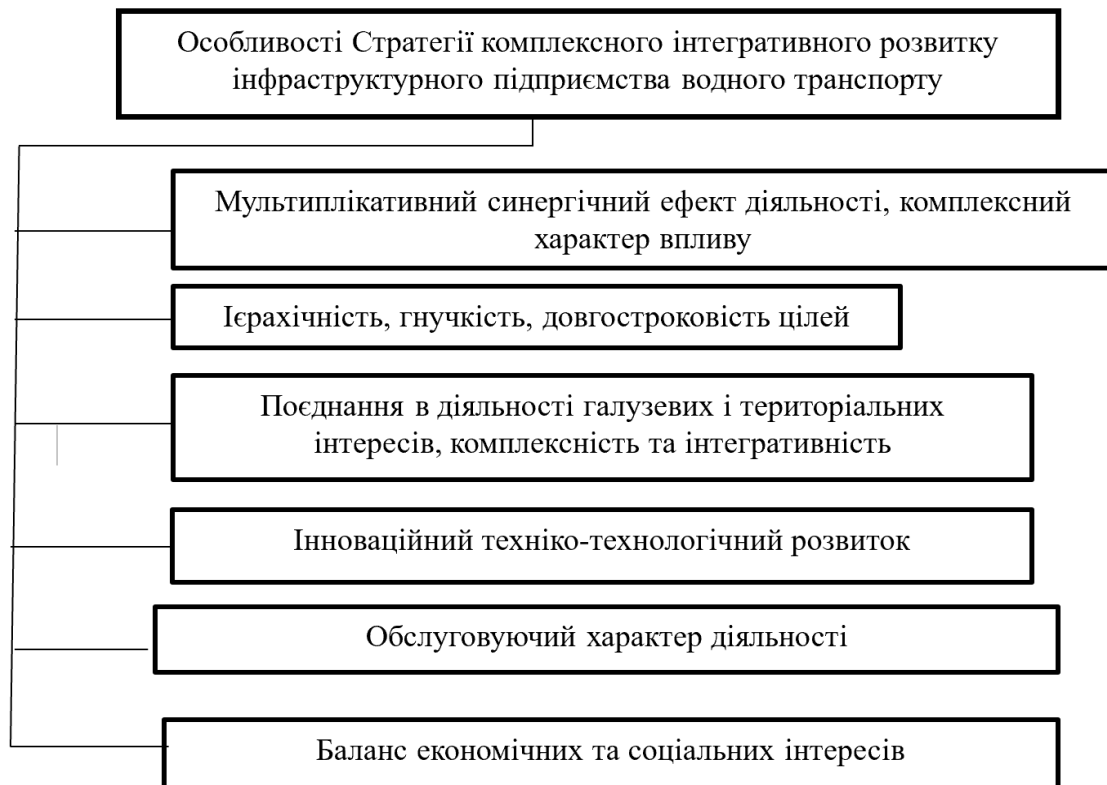 Особливості Стратегії комплексного інтегративного розвитку
інфраструктурного підприємства водного транспорту
Мультиплікативний синергічний ефект діяльності, комплексний
характер впливу
Ієрахічність, гнучкість, довгостроковість цілей
Поєднання в діяльності галузевих і територіальних
інтересів, комплексність та інтегративність
Інноваційний техніко-технологічний розвиток
Обслуговуючий характер діяльності
Баланс економічних та соціальних інтересів